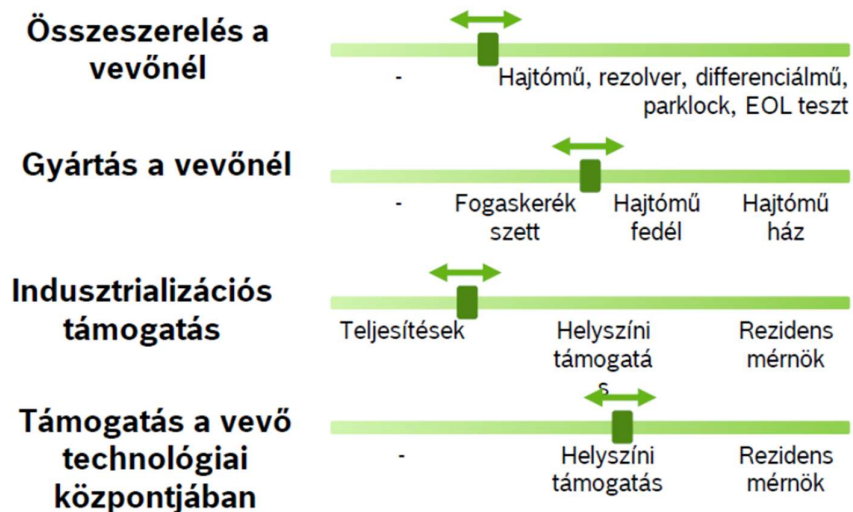 Összeszerelés a
vevőnél
-
Hajtómű, rezolver, differenciálmű,
parklock, EOL teszt
Gyártás a vevőnél
-
Fogaskerék
szett
Hajtómű
fedél
Hajtómű
ház
Indusztrializációs
támogatás
Teljesítések
Helyszíni
támogatá
s
Rezidens
mérnök
Támogatás a vevő
technológiai
központjában
-
Helyszíni
támogatás
Rezidens
mérnök